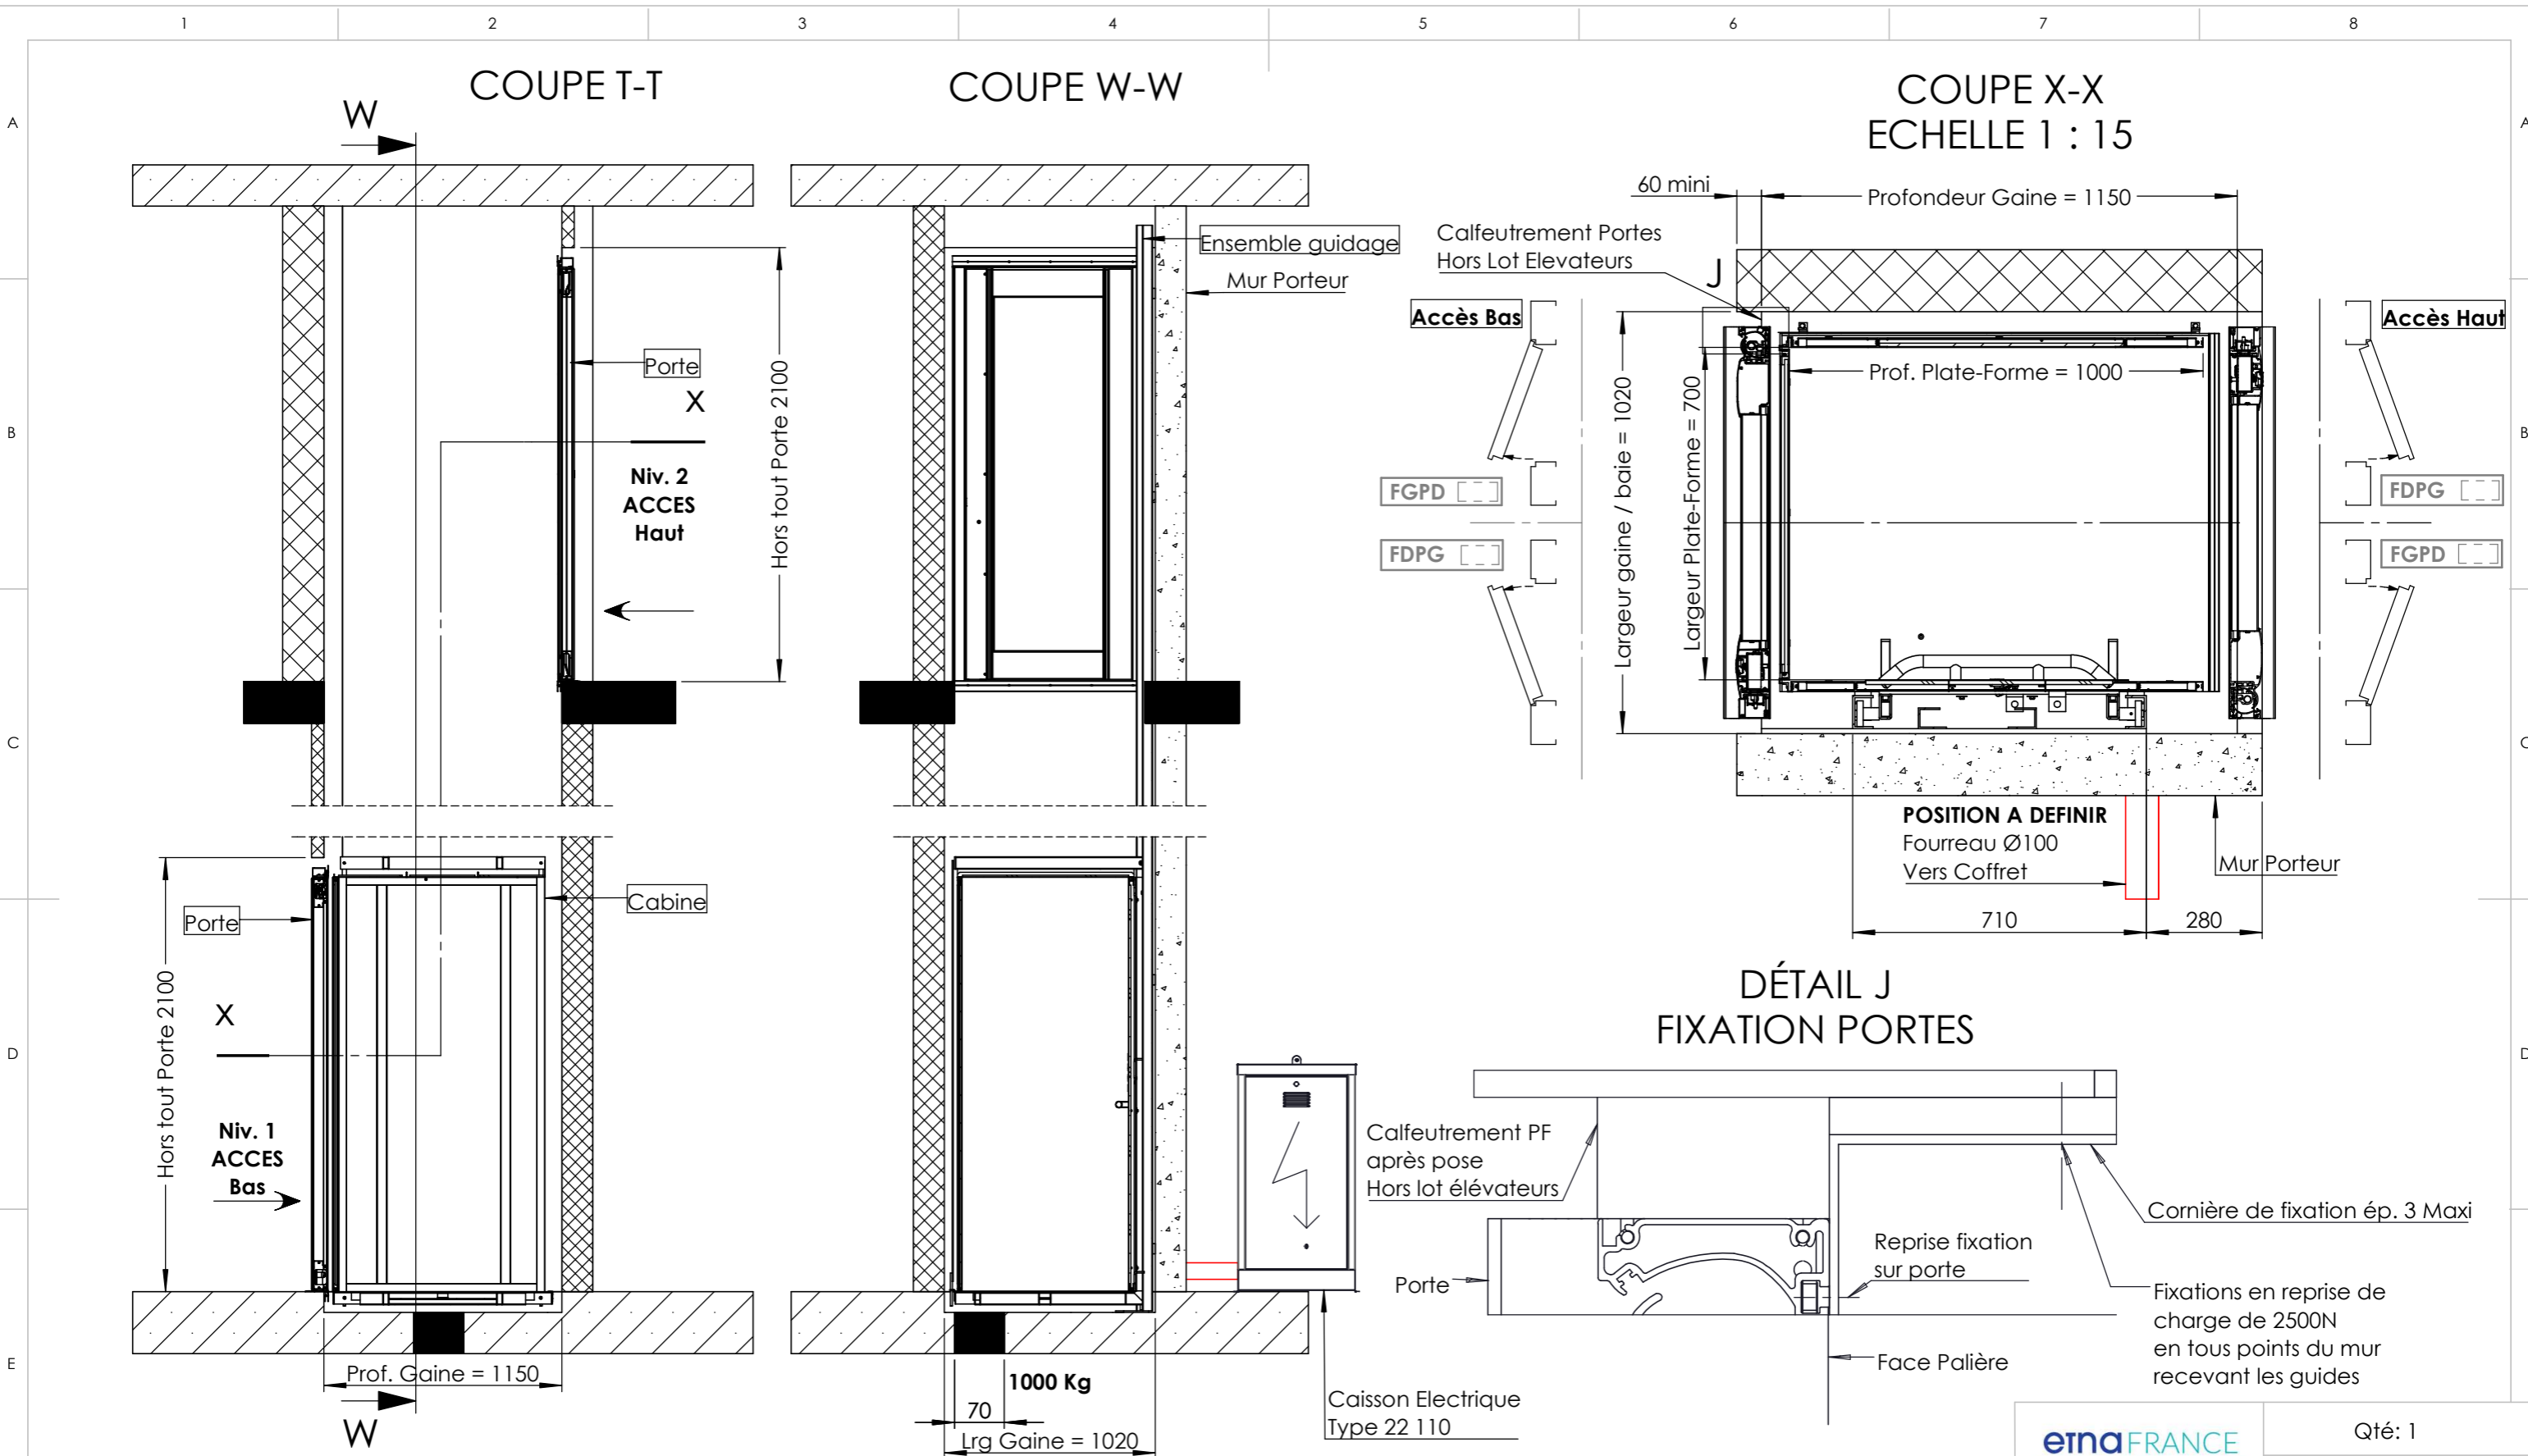 1 2 3 4 5 6 7 8
A
B
C
D
E
A
B
C
D
COUPE T-T
W
Porte
X
Niv. 2
ACCES
Haut
Hors tout Porte 2100
Porte
Cabine
Hors tout Porte 2100
X
Niv. 1
ACCES
Bas
Prof. Gaine = 1150
W
COUPE W-W
Ensemble guidage
Mur Porteur
1000 Kg
70
Lrg Gaine = 1020
Caisson Electrique
Type 22 110
COUPE X-X
ECHELLE 1 : 15
60 mini
Profondeur Gaine = 1150
Calfeutrement Portes
Hors Lot Elevateurs
J
Accès Bas
Accès Haut
Prof. Plate-Forme = 1000
Largeur gaine / baie = 1020
Largeur Plate-Forme = 700
FGPD
FDPG
FDPG
FGPD
POSITION A DEFINIR
Fourreau Ø100
Vers Coffret
Mur Porteur
710
280
DÉTAIL J
FIXATION PORTES
Calfeutrement PF
après pose
Hors lot élévateurs
Cornière de fixation ép. 3 Maxi
Reprise fixation
sur porte
Porte
Fixations en reprise de
charge de 2500N
en tous points du mur
recevant les guides
Face Palière
etna FRANCE
Qté: 1